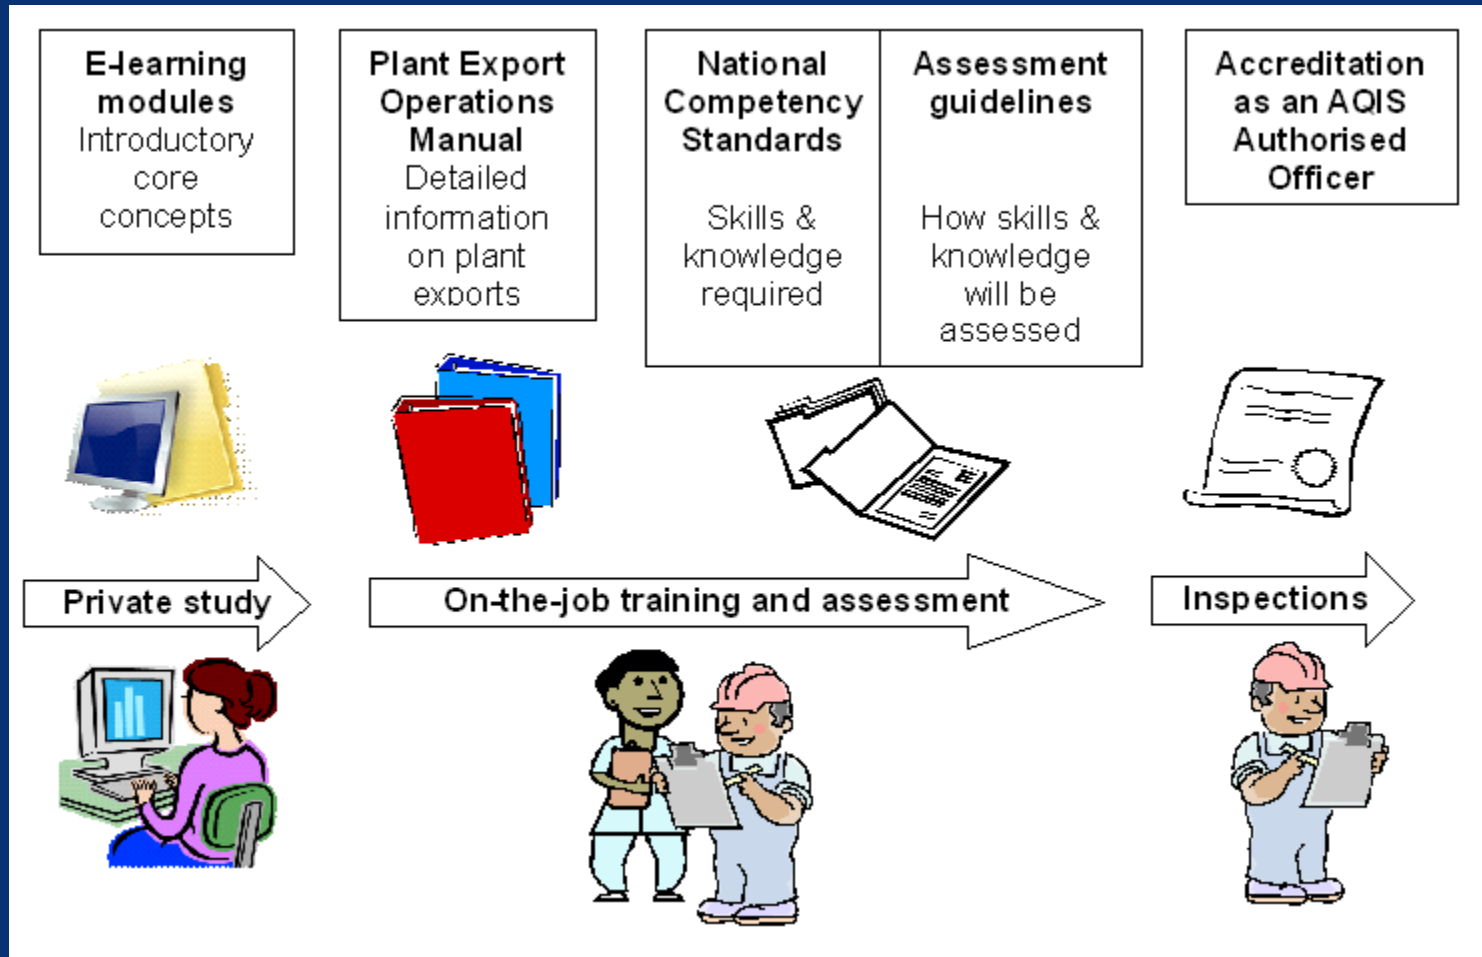 E-learning
modules
Introductory
core
concepts
Plant Export
Operations
Manual
Detailed
information
on plant
exports
National
Competency
Standards
Skills &
knowledge
required
Assessment
guidelines
How skills &
knowledge
will be
assessed
Accreditation
as an AQIS
Authorised
Officer
Private study
On-the-job training and assessment
Inspections